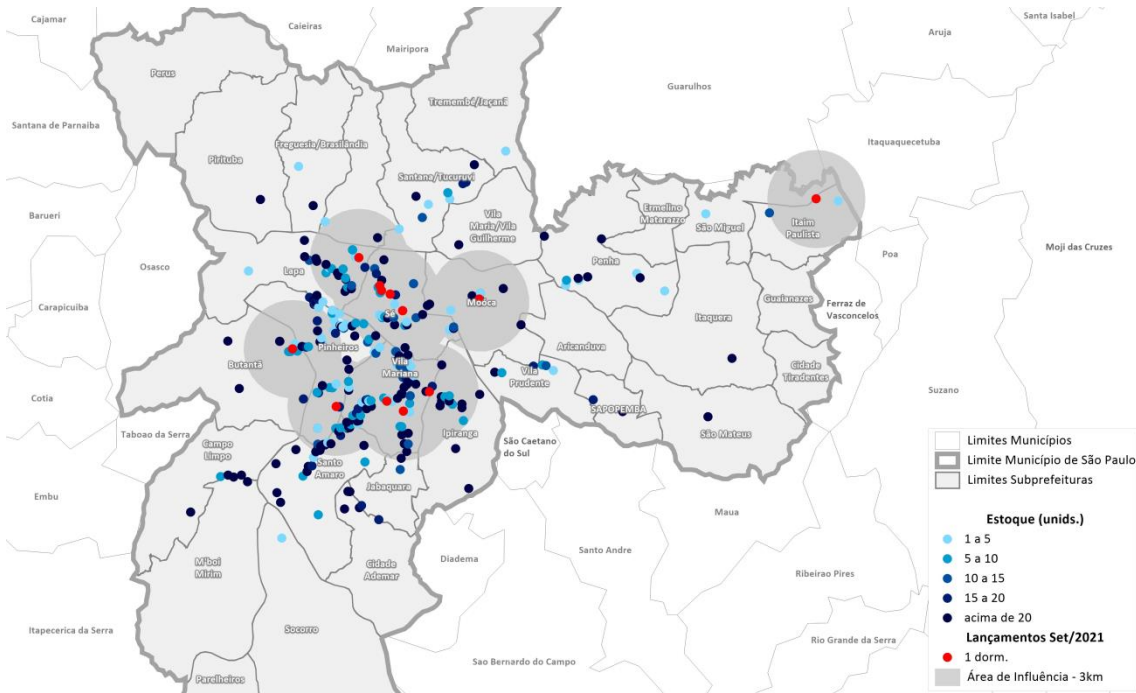 Cajamar
Caieiras
Santa Isabel
Aruja
Mairipora
Perus
Guarulhos
Tremembé/Jaçanã
Santana de Parnaiba
Itaquaquecetuba
Freguesia/Brasilândia
Pirituba
Santana/Tucuruvi
Ermelino
Matarazzo
Vila
Maria/Vila
Guilherme
São Miguel
Itaim
Paulista
Barueri
Moji das Cruzes
Poa
Osasco
Lapa
Penha
Guaianazes
Mooca
Carapicuiba
Sé
Itaquera
Ferraz de
Vasconcelos
Pinheiros
Aricanduva
Butantã
Vila
Mariana
Vila
Prudente
Cidade
Tiradentes
Suzano
Cotia
SAPOPEMBA
Taboao da Serra
Ipiranga
São Mateus
São Caetano
do Sul
Campo
Limpo
Santo
Amaro
Jabaquara
Embu
Maua
Diadema
Santo Andre
M'boi
Mirim
Cidade
Ademar
Ribeirao Pires
Itapecerica da Serra
Socorro
Rio Grande da Serra
Sao Bernardo do Campo
Parelheiros
Limites Municípios
Limite Município de São Paulo
Limites Subprefeituras
Estoque (unids.)
1 a 5
5 a 10
10 a 15
15 a 20
acima de 20
Lançamentos Set/2021
1 dorm.
Área de Influência - 3km